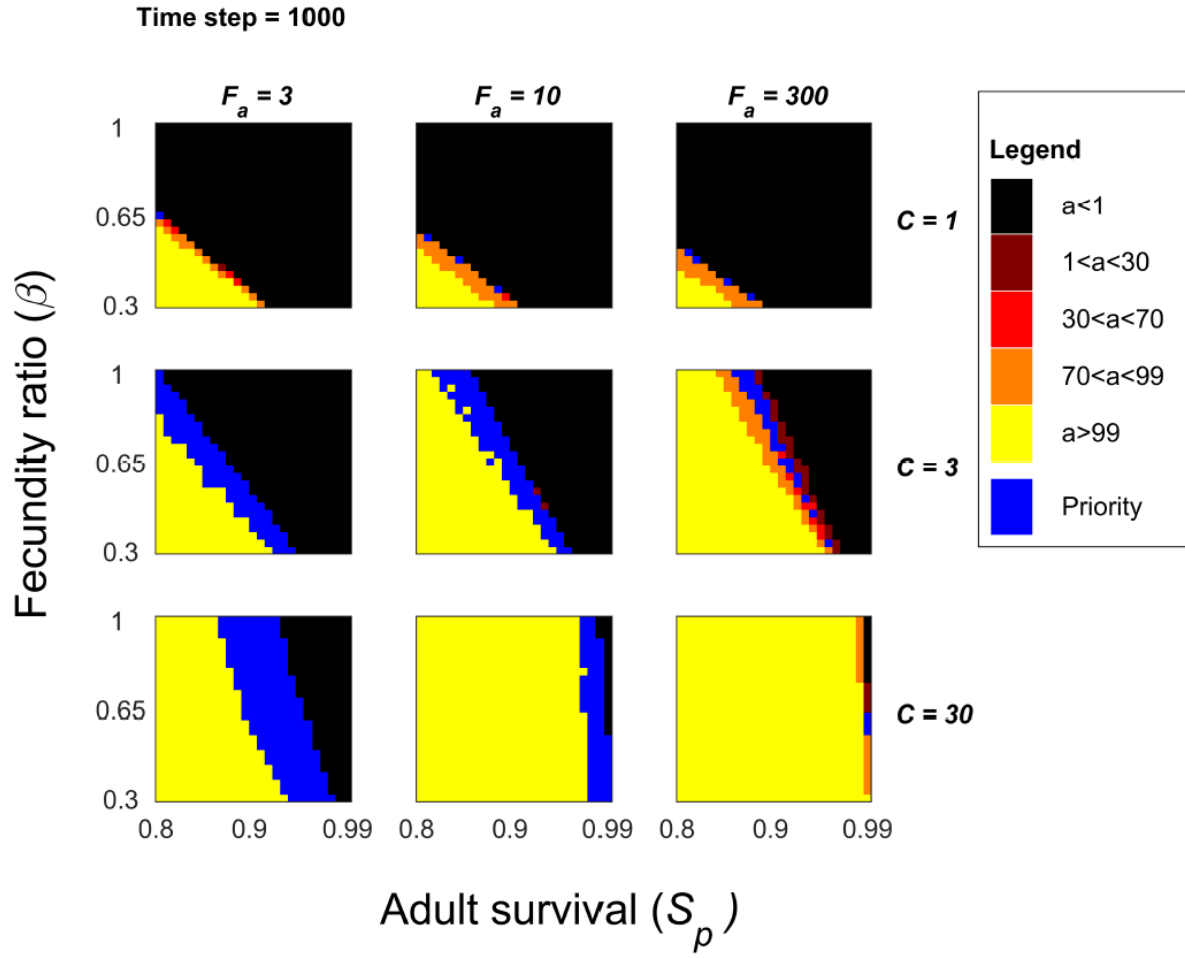 Time step = 1000
F_a = 3
F_a = 10
F_a = 300
1
0.65
0.3
C = 1
1
0.65
0.3
C = 3
1
0.65
0.3
C = 30
0.8 0.9 0.99
0.8 0.9 0.99
0.8 0.9 0.99
Fecundity ratio (β)
Adult survival (S_p)
Legend
a<1
1<a<30
30<a<70
70<a<99
a>99
Priority